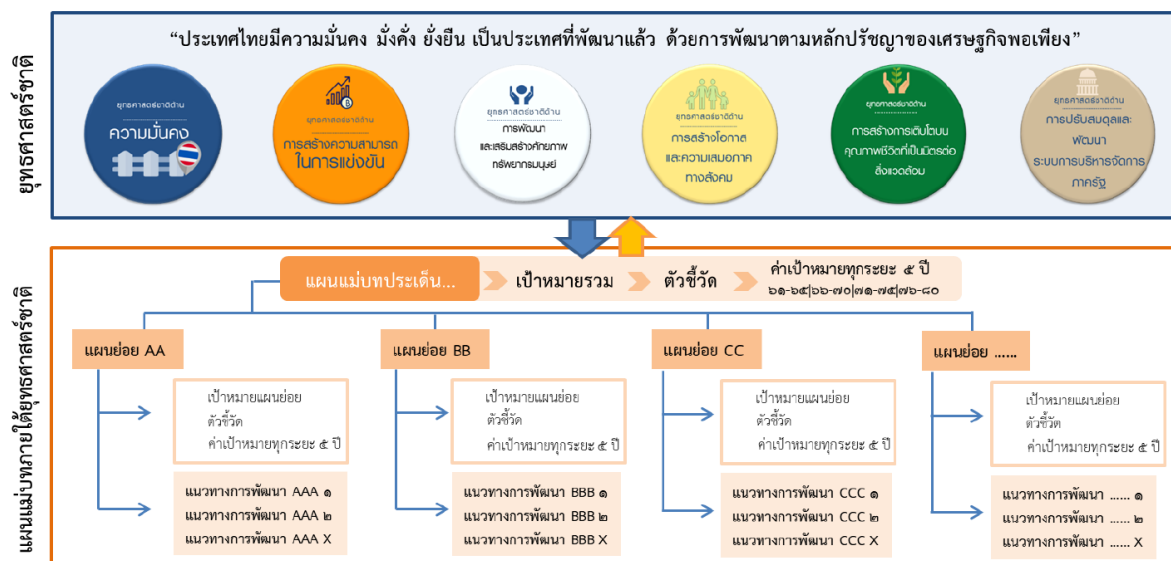 ยุทธศาสตร์ชาติ
“ประเทศไทยมีความมั่นคง มั่งคั่ง ยั่งยืน เป็นประเทศที่พัฒนาแล้ว ด้วยการพัฒนาตามหลักปรัชญาของเศรษฐกิจพอเพียง”
ยุทธศาสตร์ชาติด้าน
ความมั่นคง
ยุทธศาสตร์ชาติด้าน
การสร้างความสามารถ
ในการแข่งขัน
ยุทธศาสตร์ชาติด้าน
การพัฒนา
และเสริมสร้างศักยภาพ
ทรัพยากรมนุษย์
ยุทธศาสตร์ชาติด้าน
การสร้างโอกาส
และความเสมอภาค
ทางสังคม
ยุทธศาสตร์ชาติด้าน
การสร้างการเติบโตบน
คุณภาพชีวิตที่เป็นมิตรต่อ
สิ่งแวดล้อม
ยุทธศาสตร์ชาติด้าน
การปรับสมดุลและ
พัฒนา
ระบบการบริหารจัดการ
ภาครัฐ
แผนแม่บทภายใต้ยุทธศาสตร์ชาติ
แผนแม่บทประเด็น...
เป้าหมายรวม
ตัวชี้วัด
ค่าเป้าหมายทุกระยะ ๕ ปี
๖๑-๖๕|๖๖-๗๐|๗๑-๗๕|๗๖-๘๐
แผนย่อย AA
เป้าหมายแผนย่อย
ตัวชี้วัด
ค่าเป้าหมายทุกระยะ ๕ ปี
แนวทางการพัฒนา AAA ๑
แนวทางการพัฒนา AAA ๒
แนวทางการพัฒนา AAA X
แผนย่อย BB
เป้าหมายแผนย่อย
ตัวชี้วัด
ค่าเป้าหมายทุกระยะ ๕ ปี
แนวทางการพัฒนา BBB ๑
แนวทางการพัฒนา BBB ๒
แนวทางการพัฒนา BBB X
แผนย่อย CC
เป้าหมายแผนย่อย
ตัวชี้วัด
ค่าเป้าหมายทุกระยะ ๕ ปี
แนวทางการพัฒนา CCC ๑
แนวทางการพัฒนา CCC ๒
แนวทางการพัฒนา CCC X
แผนย่อย ......
เป้าหมายแผนย่อย
ตัวชี้วัด
ค่าเป้าหมายทุกระยะ ๕ ปี
แนวทางการพัฒนา ...... ๑
แนวทางการพัฒนา ...... ๒
แนวทางการพัฒนา ...... X